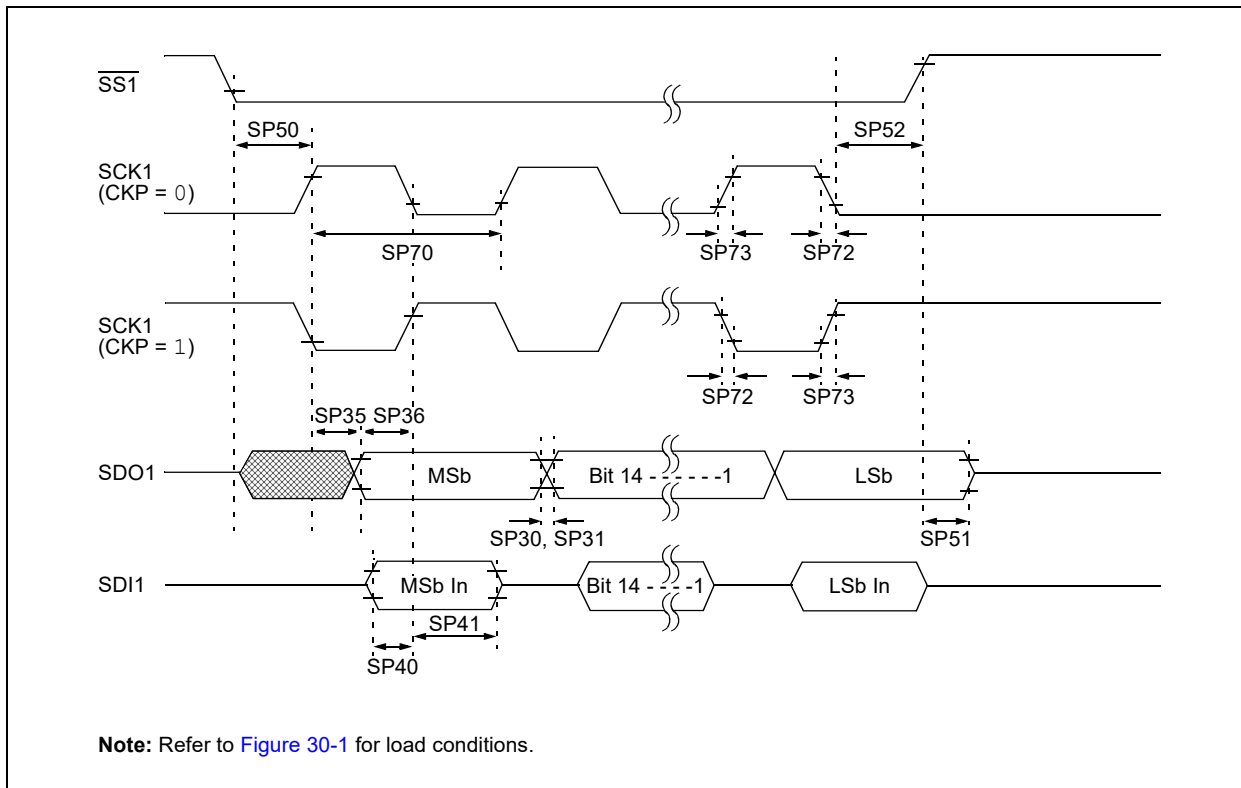 SS1
SP50
SP52
SCK1
(CKP = 0)
SP70
SP73
SP72
SCK1
(CKP = 1)
SP72
SP73
SP35 SP36
SDO1
MSb
Bit 14 - - - - - -1
LSb
SP30, SP31
SP51
SDI1
MSb In
Bit 14 - - - -1
LSb In
SP41
SP40
Note: Refer to Figure 30-1 for load conditions.